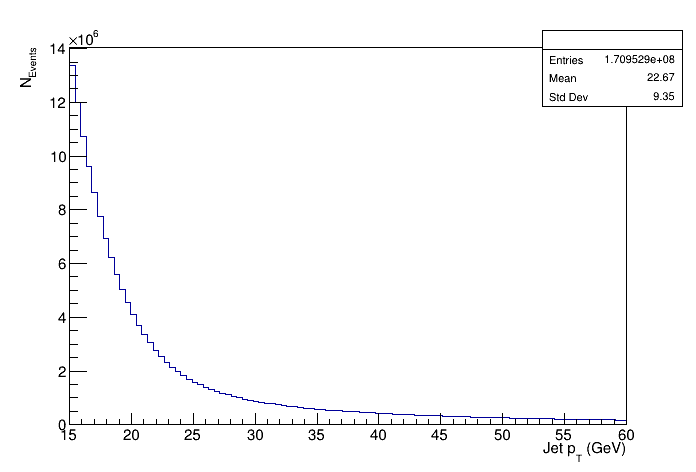 ×10⁶
14
12
10
8
6
4
2
0
N_Events
Entries 1.709529e+08
Mean 22.67
Std Dev 9.35
15 20 25 30 35 40 45 50 55 60
Jet p_T (GeV)